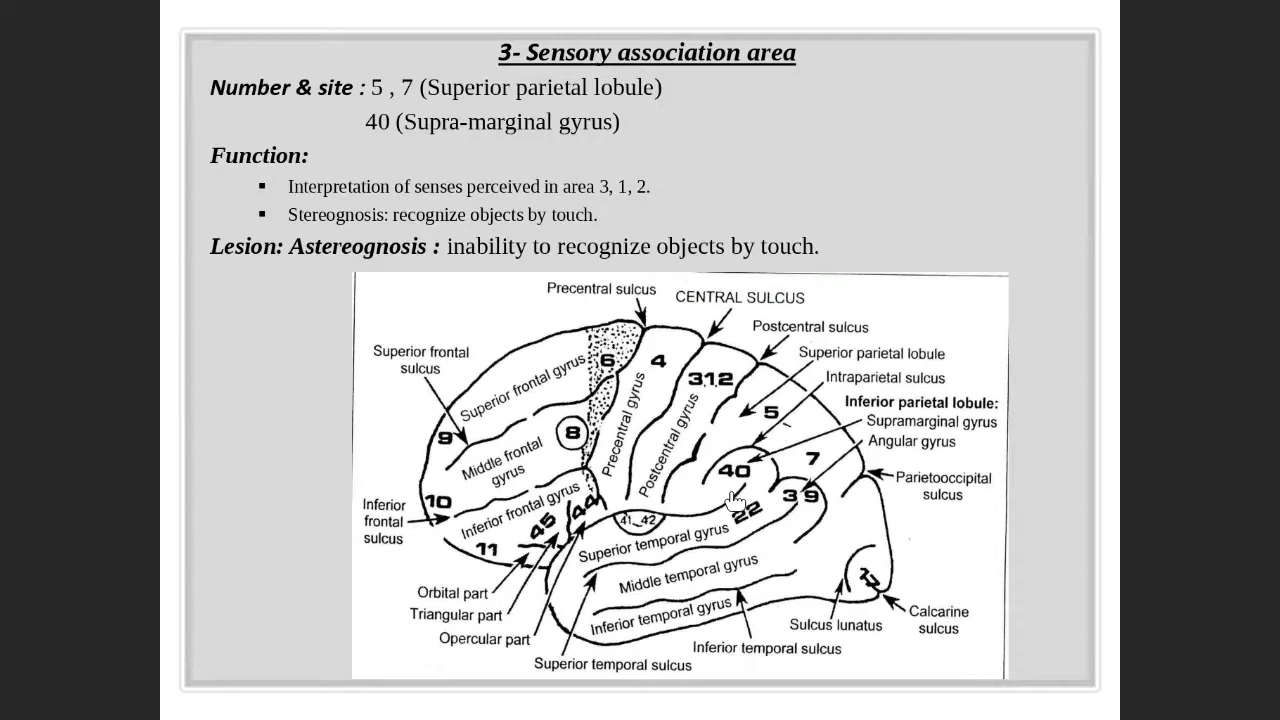 3- Sensory association area
Number & site : 5 , 7 (Superior parietal lobule)
40 (Supra-marginal gyrus)
Function:
▪ Interpretation of senses perceived in area 3, 1, 2.
▪ Stereognosis: recognize objects by touch.
Lesion: Astereognosis : inability to recognize objects by touch.
Precentral sulcus
CENTRAL SULCUS
Postcentral sulcus
Superior parietal lobule
Intraparietal sulcus
Inferior parietal lobule:
Supramarginal gyrus
Angular gyrus
Parietooccipital
sulcus
Calcarine
sulcus
Sulcus lunatus
Inferior temporal sulcus
Superior temporal sulcus
Opercular part
Triangular part
Orbital part
Inferior
frontal
sulcus
Superior frontal
sulcus
Superior frontal gyrus
Middle frontal
gyrus
Inferior frontal gyrus
Precentral gyrus
Postcentral gyrus
Superior temporal gyrus
Middle temporal gyrus
Inferior temporal gyrus
6
4
312
5
7
8
9
10
11
45
44
40
39
22
41, 42
17